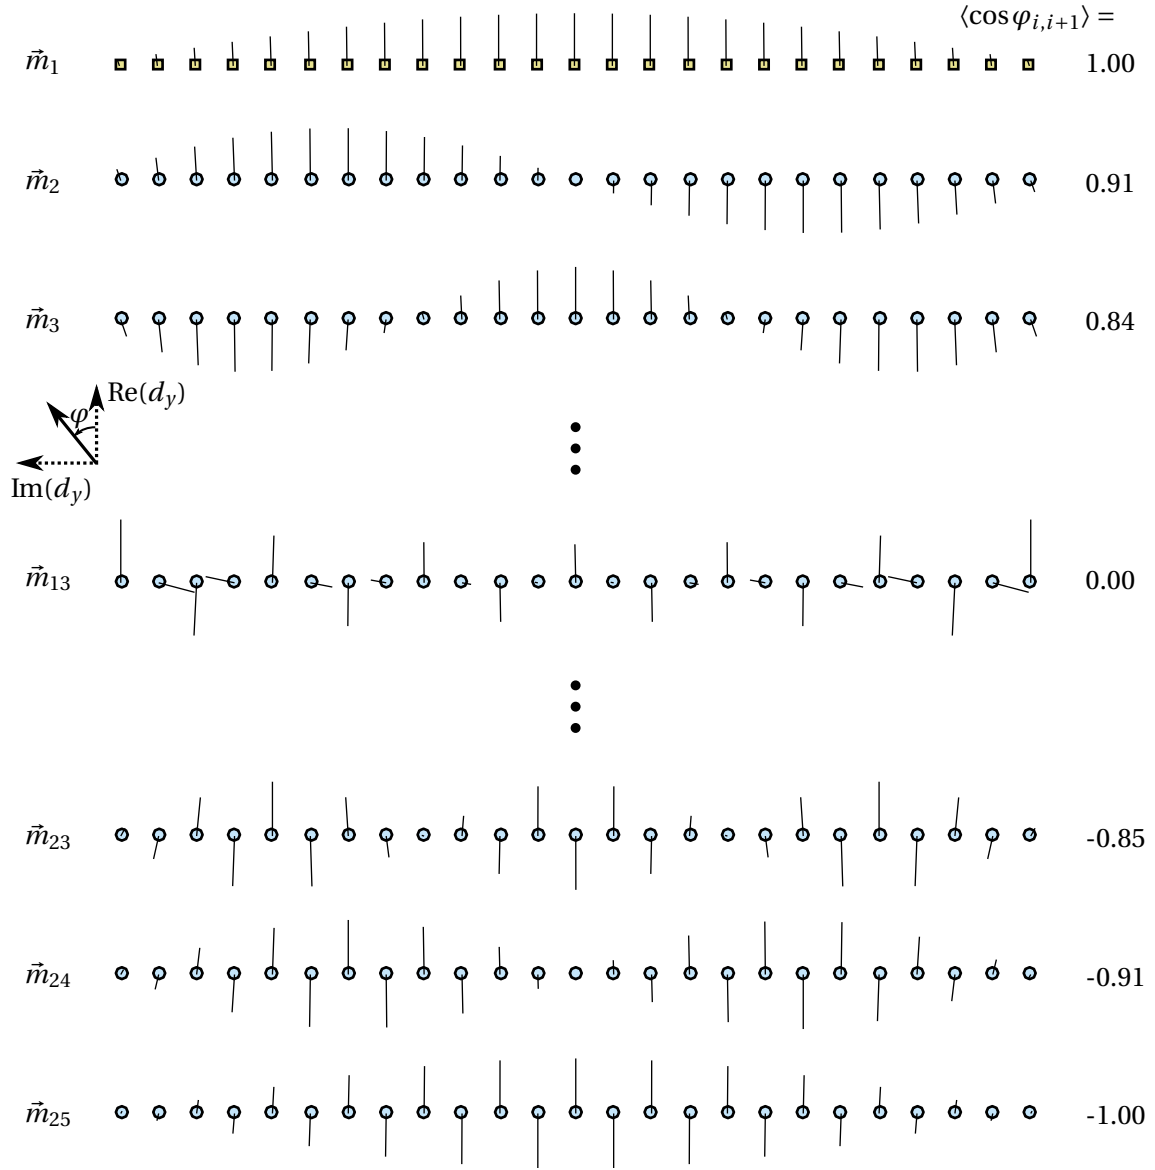 ⟨cos φ_{i,i+1}⟩ =
m⃗_1 1.00
m⃗_2 0.91
m⃗_3 0.84
Re(d_y)
φ
Im(d_y)
m⃗_13 0.00
m⃗_23 -0.85
m⃗_24 -0.91
m⃗_25 -1.00